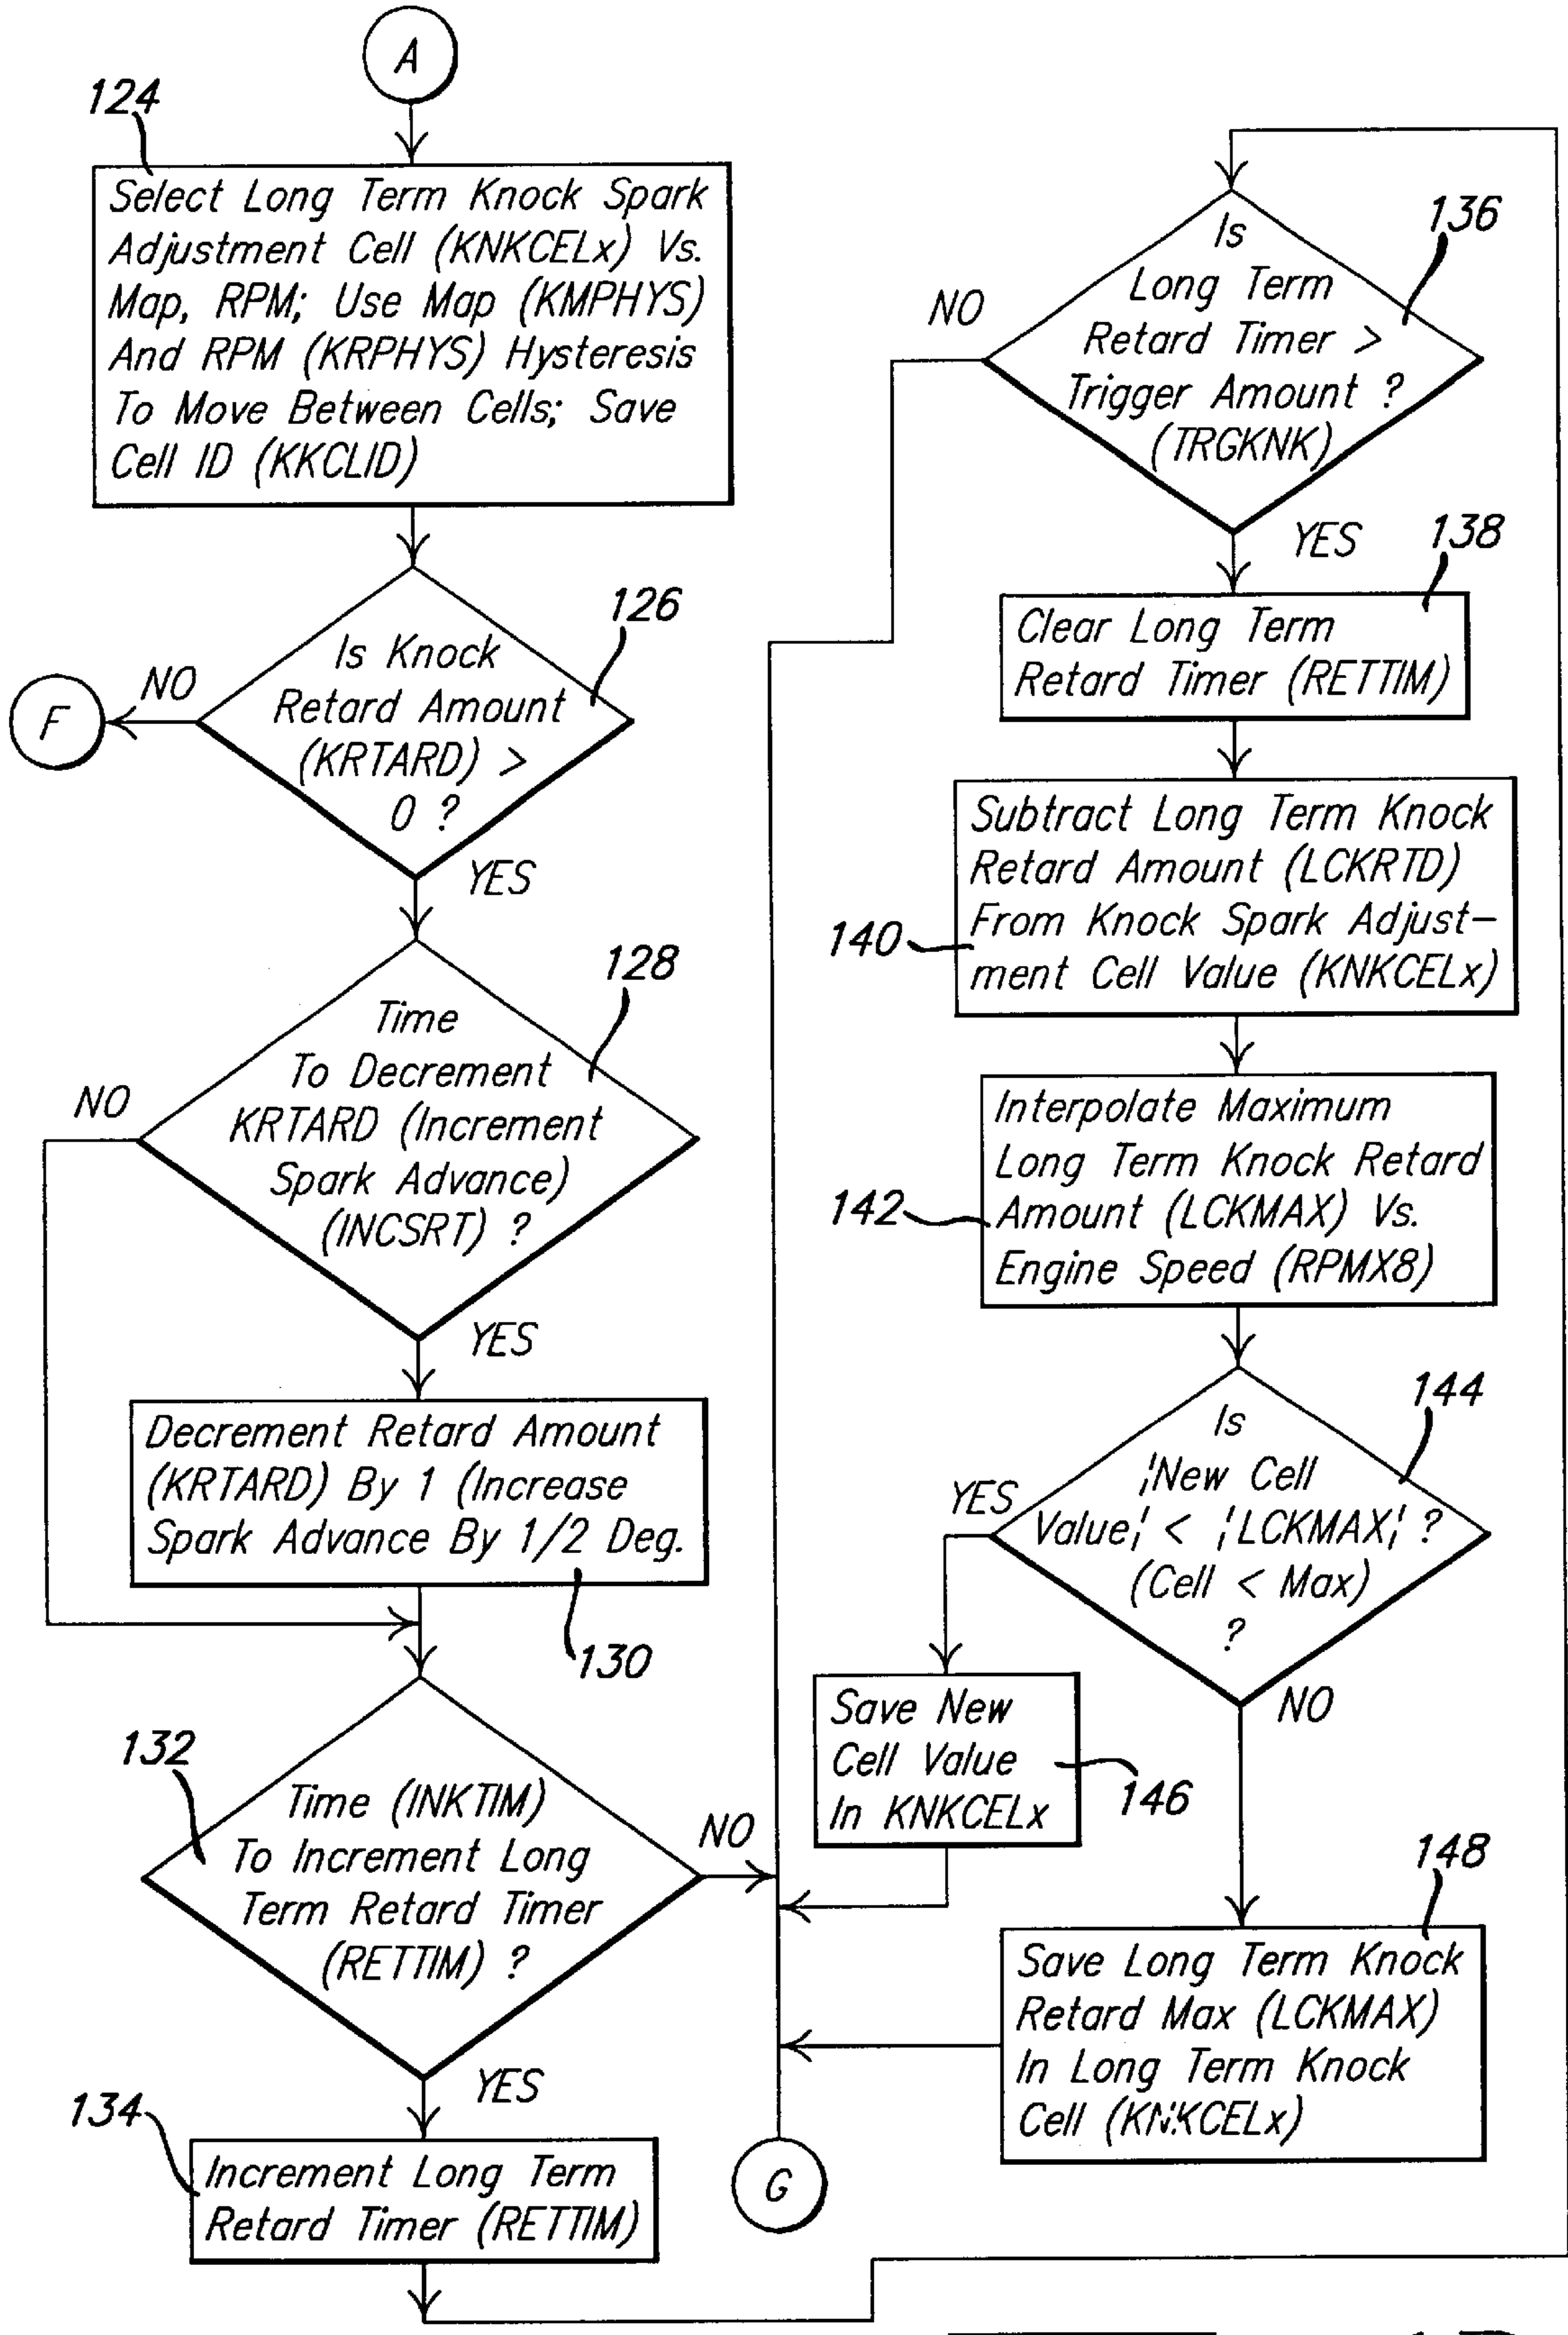 A
124
Select Long Term Knock Spark
Adjustment Cell (KNKCELx) Vs.
Map, RPM; Use Map (KMPHYS)
And RPM (KRPHYS) Hysteresis
To Move Between Cells; Save
Cell ID (KKCLID)
126
Is Knock
Retard Amount
(KRTARD) >
0 ?
NO
F
YES
128
Time
To Decrement
KRTARD (Increment
Spark Advance)
(INCSRT) ?
NO
YES
Decrement Retard Amount
(KRTARD) By 1 (Increase
Spark Advance By 1/2 Deg.
130
132
Time (INKTIM)
To Increment Long
Term Retard Timer
(RETTIM) ?
NO
YES
134
Increment Long Term
Retard Timer (RETTIM)
136
Is
Long Term
Retard Timer >
Trigger Amount ?
(TRGKNK)
NO
YES
138
Clear Long Term
Retard Timer (RETTIM)
140
Subtract Long Term Knock
Retard Amount (LCKRTD)
From Knock Spark Adjust-
ment Cell Value (KNKCELx)
142
Interpolate Maximum
Long Term Knock Retard
Amount (LCKMAX) Vs.
Engine Speed (RPMX8)
144
Is
¦New Cell
Value¦ < ¦LCKMAX¦ ?
(Cell < Max)
?
YES
NO
Save New
Cell Value
In KNKCELx
146
148
Save Long Term Knock
Retard Max (LCKMAX)
In Long Term Knock
Cell (KNKCELx)
G